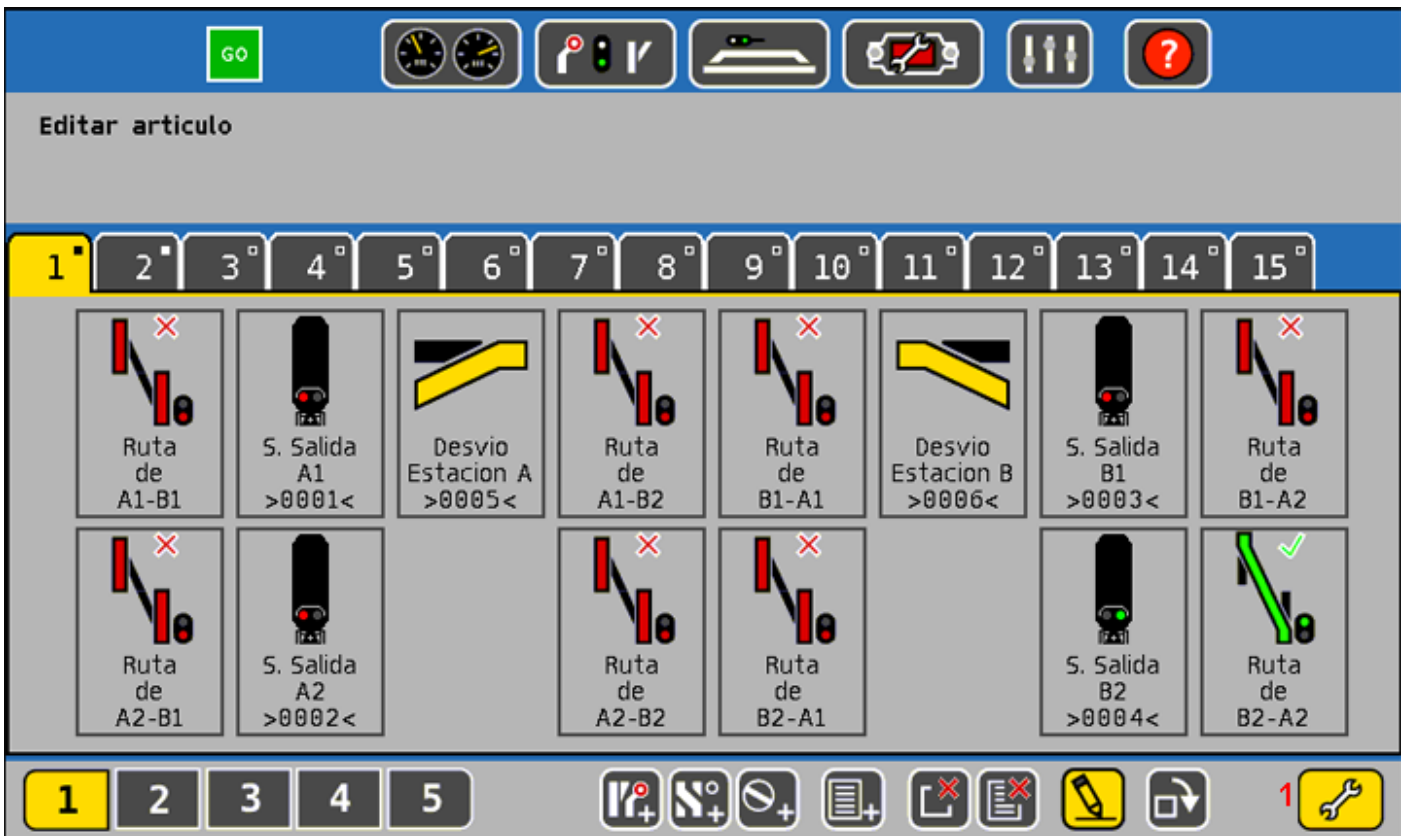 GO
?
Editar articulo
1 2 3 4 5 6 7 8 9 10 11 12 13 14 15
Ruta
de
A1-B1
S. Salida
A1
>0001<
Desvio
Estacion A
>0005<
Ruta
de
A1-B2
Ruta
de
B1-A1
Desvio
Estacion B
>0006<
S. Salida
B1
>0003<
Ruta
de
B1-A2
Ruta
de
A2-B1
S. Salida
A2
>0002<
Ruta
de
A2-B2
Ruta
de
B2-A1
S. Salida
B2
>0004<
Ruta
de
B2-A2
1 2 3 4 5 1